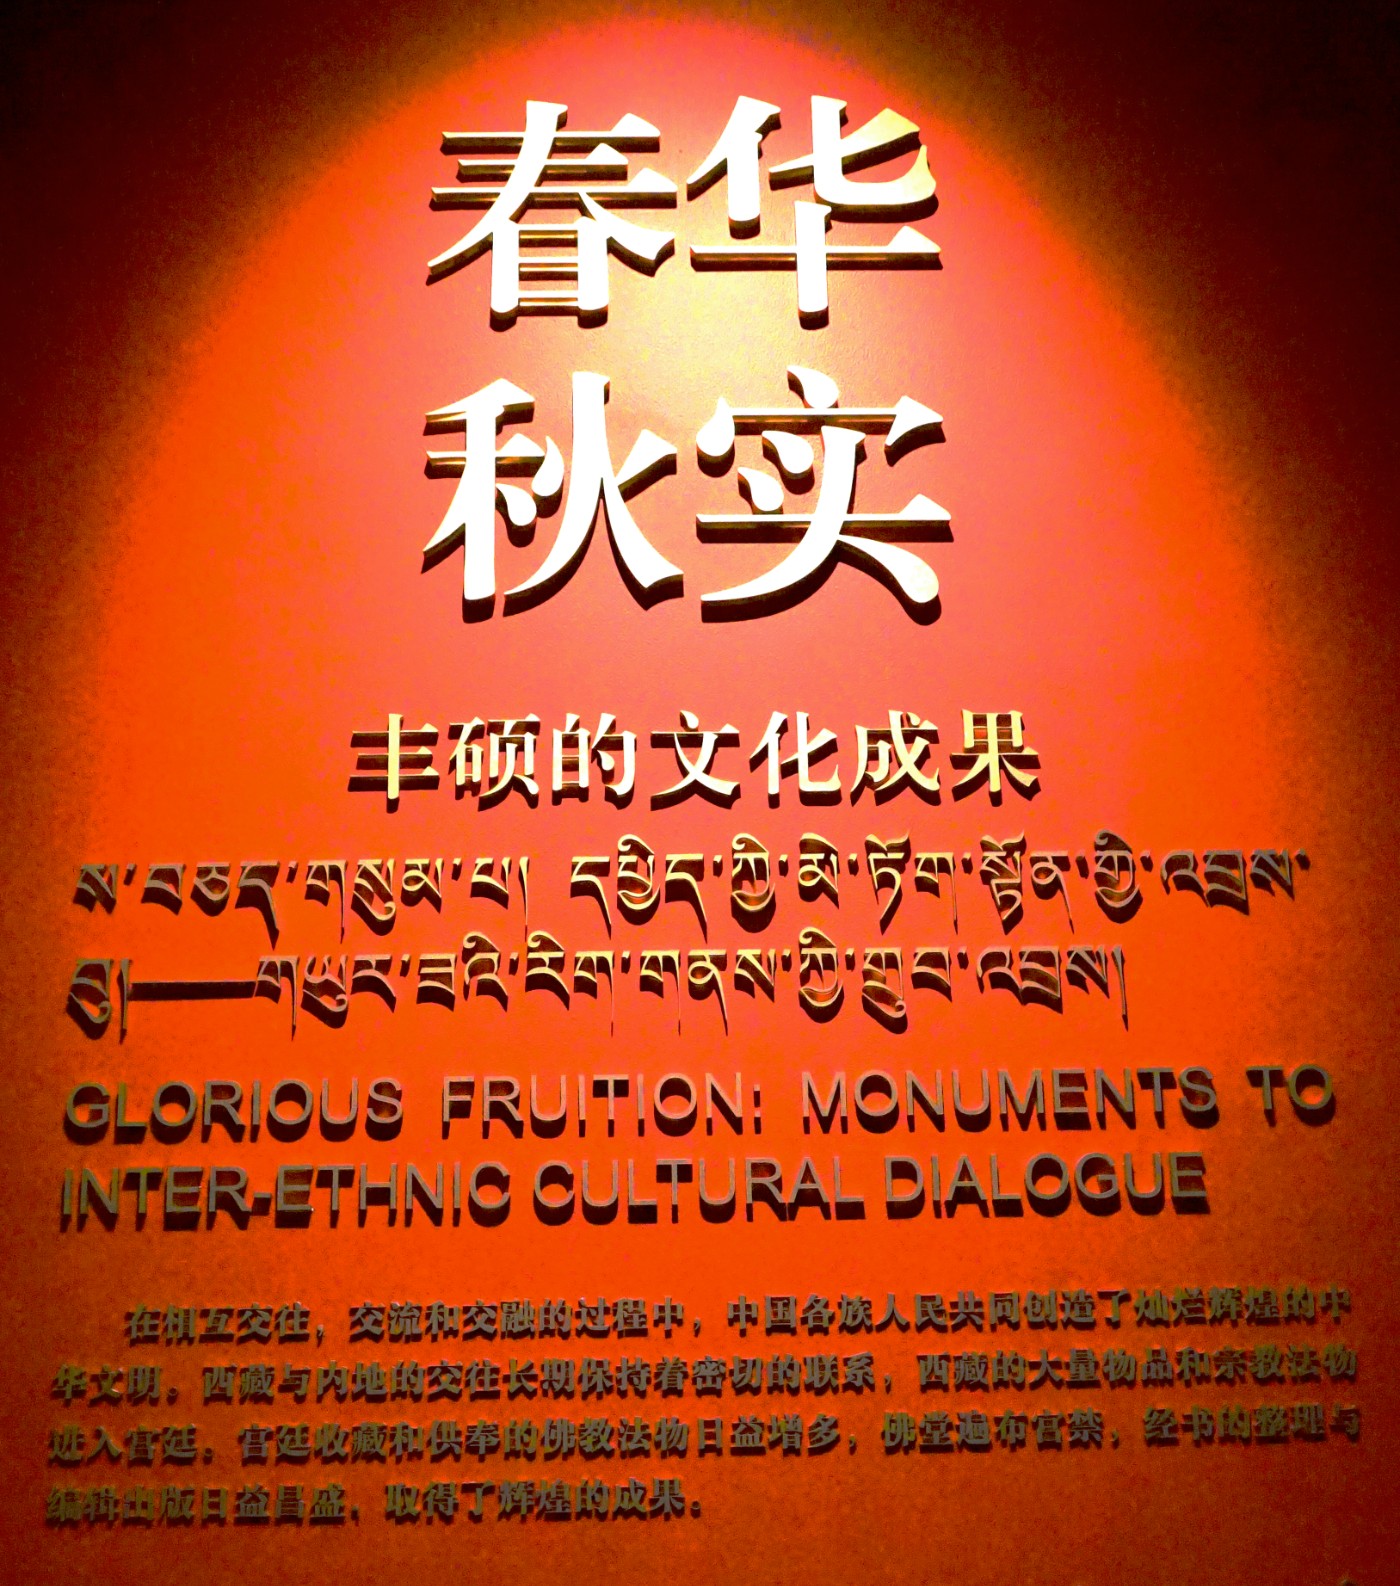 春华
秋实
丰硕的文化成果
ས་བཅད་གསུམ་པ། དཔྱིད་ཀྱི་མེ་ཏོག་སྟོན་གྱི་འབྲས་
བུ།——གཡུར་ཟའི་རིག་གནས་ཀྱི་གྲུབ་འབྲས།
GLORIOUS FRUITION: MONUMENTS TO
INTER-ETHNIC CULTURAL DIALOGUE
在相互交往，交流和交融的过程中，中国各族人民共同创造了灿烂辉煌的中
华文明。西藏与内地的交往长期保持着密切的联系，西藏的大量物品和宗教法物
进入宫廷。宫廷收藏和供奉的佛教法物日益增多，佛堂遍布宫禁，经书的整理与
编辑出版日益昌盛，取得了辉煌的成果。